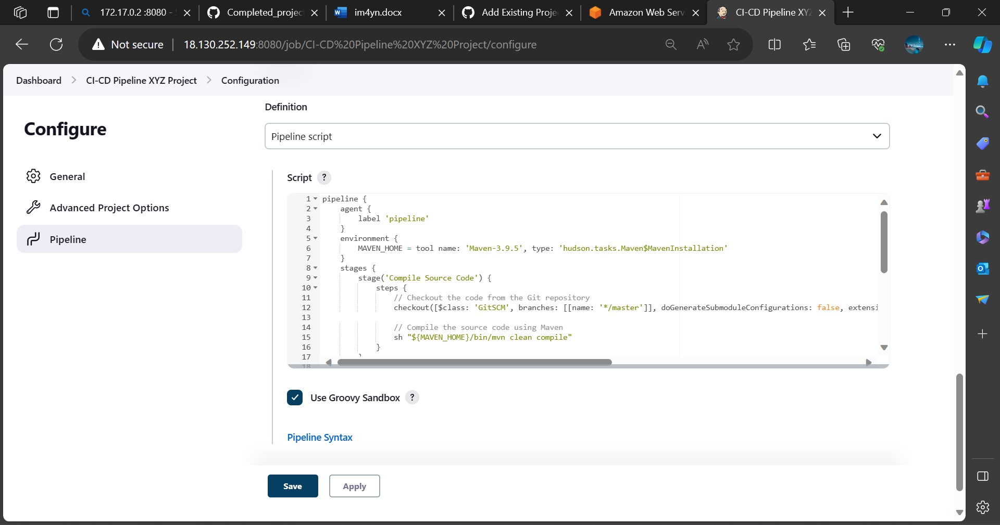 172.17.0.2 :8080 -
Completed_projec
im4yn.docx
Add Existing Proje
Amazon Web Serv
CI-CD Pipeline XYZ
Not secure
18.130.252.149:8080/job/CI-CD%20Pipeline%20XYZ%20Project/configure
Dashboard > CI-CD Pipeline XYZ Project > Configuration
Configure
General
Advanced Project Options
Pipeline
Definition
Pipeline script
Script ?
1 pipeline {
2 agent {
3 label 'pipeline'
4 }
5 environment {
6 MAVEN_HOME = tool name: 'Maven-3.9.5', type: 'hudson.tasks.Maven$MavenInstallation'
7 }
8 stages {
9 stage('Compile Source Code') {
10 steps {
11 // Checkout the code from the Git repository
12 checkout([$class: 'GitSCM', branches: [[name: '*/master']], doGenerateSubmoduleConfigurations: false, extensi
13
14 // Compile the source code using Maven
15 sh "${MAVEN_HOME}/bin/mvn clean compile"
16 }
17 }
18
Use Groovy Sandbox ?
Pipeline Syntax
Save
Apply